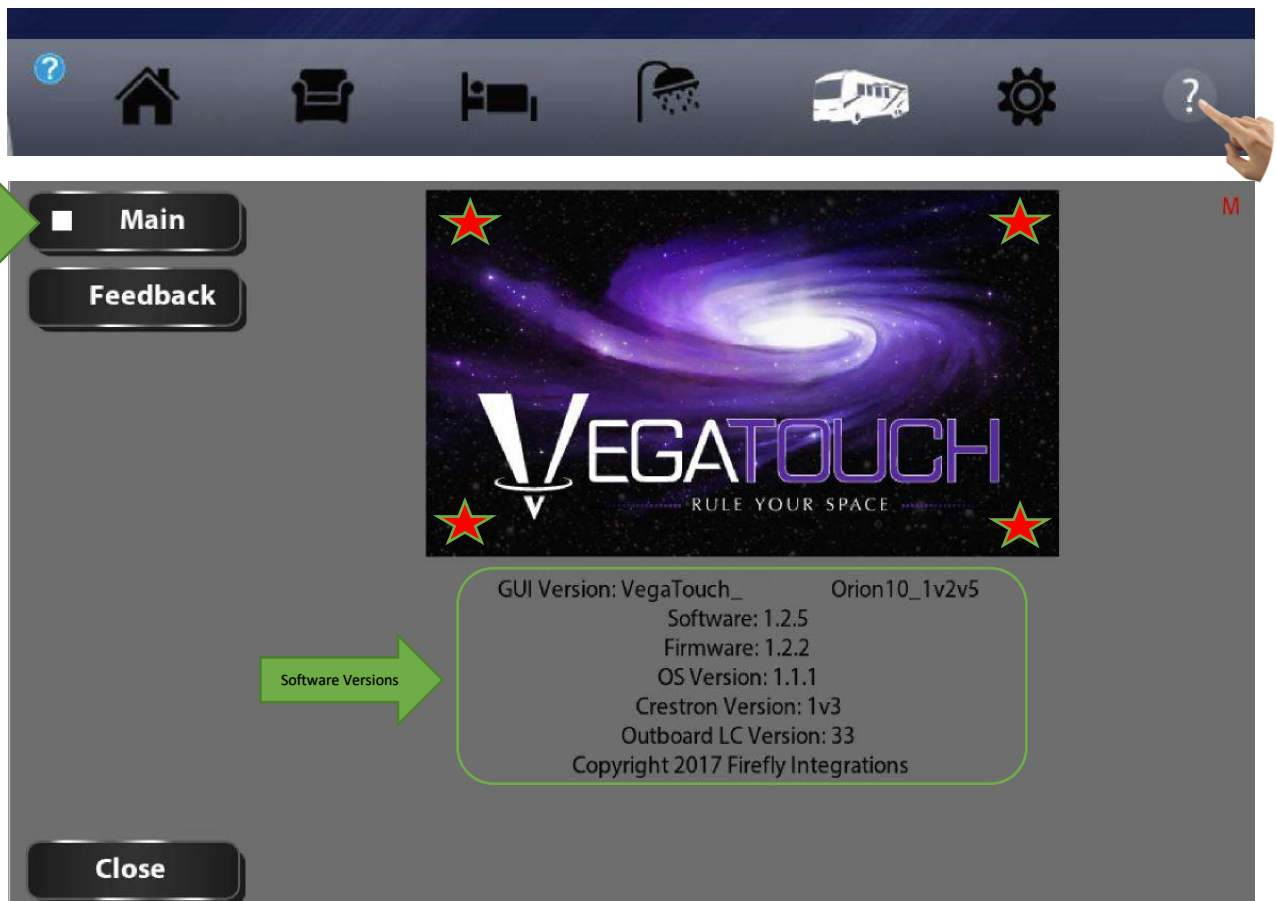 ?
?
Main
M
Feedback
VEGATOUCH
RULE YOUR SPACE
GUI Version: VegaTouch_ Orion10_1v2v5
Software: 1.2.5
Firmware: 1.2.2
Software Versions
OS Version: 1.1.1
Crestron Version: 1v3
Outboard LC Version: 33
Copyright 2017 Firefly Integrations
Close